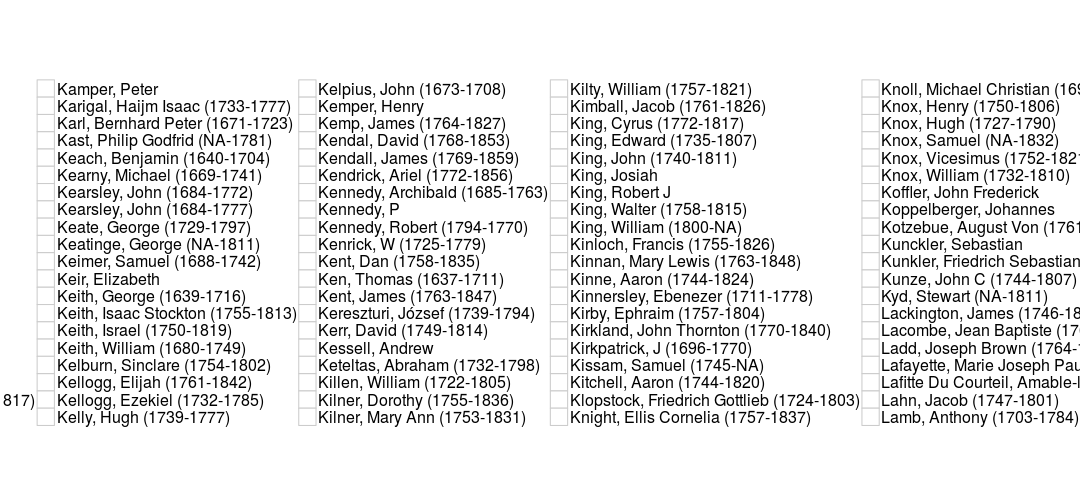 817)
Kamper, Peter
Karigal, Haijm Isaac (1733-1777)
Karl, Bernhard Peter (1671-1723)
Kast, Philip Godfrid (NA-1781)
Keach, Benjamin (1640-1704)
Kearny, Michael (1669-1741)
Kearsley, John (1684-1772)
Kearsley, John (1684-1777)
Keate, George (1729-1797)
Keatinge, George (NA-1811)
Keimer, Samuel (1688-1742)
Keir, Elizabeth
Keith, George (1639-1716)
Keith, Isaac Stockton (1755-1813)
Keith, Israel (1750-1819)
Keith, William (1680-1749)
Kelburn, Sinclare (1754-1802)
Kellogg, Elijah (1761-1842)
Kellogg, Ezekiel (1732-1785)
Kelly, Hugh (1739-1777)
Kelpius, John (1673-1708)
Kemper, Henry
Kemp, James (1764-1827)
Kendal, David (1768-1853)
Kendall, James (1769-1859)
Kendrick, Ariel (1772-1856)
Kennedy, Archibald (1685-1763)
Kennedy, P
Kennedy, Robert (1794-1770)
Kenrick, W (1725-1779)
Kent, Dan (1758-1835)
Ken, Thomas (1637-1711)
Kent, James (1763-1847)
Kereszturi, József (1739-1794)
Kerr, David (1749-1814)
Kessell, Andrew
Keteltas, Abraham (1732-1798)
Killen, William (1722-1805)
Kilner, Dorothy (1755-1836)
Kilner, Mary Ann (1753-1831)
Kilty, William (1757-1821)
Kimball, Jacob (1761-1826)
King, Cyrus (1772-1817)
King, Edward (1735-1807)
King, John (1740-1811)
King, Josiah
King, Robert J
King, Walter (1758-1815)
King, William (1800-NA)
Kinloch, Francis (1755-1826)
Kinnan, Mary Lewis (1763-1848)
Kinne, Aaron (1744-1824)
Kinnersley, Ebenezer (1711-1778)
Kirby, Ephraim (1757-1804)
Kirkland, John Thornton (1770-1840)
Kirkpatrick, J (1696-1770)
Kissam, Samuel (1745-NA)
Kitchell, Aaron (1744-1820)
Klopstock, Friedrich Gottlieb (1724-1803)
Knight, Ellis Cornelia (1757-1837)
Knoll, Michael Christian (169
Knox, Henry (1750-1806)
Knox, Hugh (1727-1790)
Knox, Samuel (NA-1832)
Knox, Vicesimus (1752-1821
Knox, William (1732-1810)
Koffler, John Frederick
Koppelberger, Johannes
Kotzebue, August Von (1761
Kunckler, Sebastian
Kunkler, Friedrich Sebastian
Kunze, John C (1744-1807)
Kyd, Stewart (NA-1811)
Lackington, James (1746-18
Lacombe, Jean Baptiste (17
Ladd, Joseph Brown (1764-1
Lafayette, Marie Joseph Pau
Lafitte Du Courteil, Amable-
Lahn, Jacob (1747-1801)
Lamb, Anthony (1703-1784)